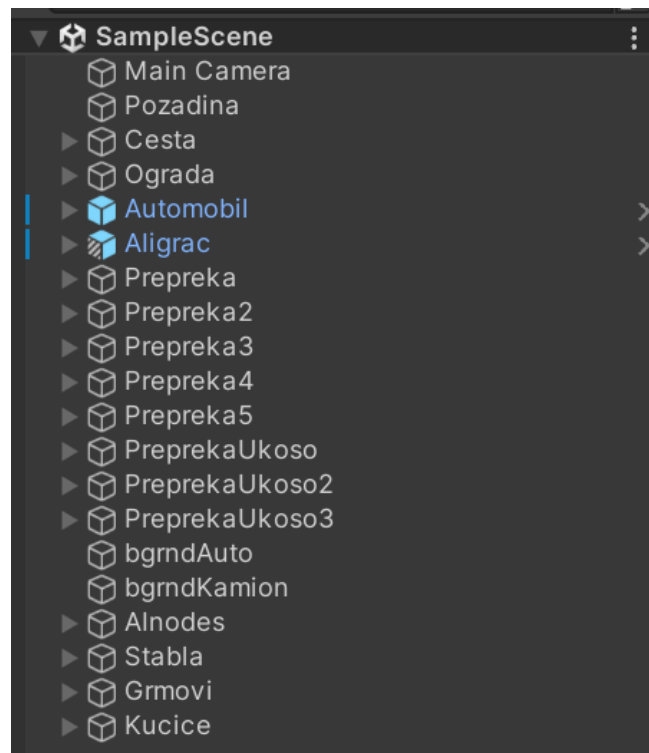 SampleScene
Main Camera
Pozadina
Cesta
Ograda
Automobil
AIigrac
Prepreka
Prepreka2
Prepreka3
Prepreka4
Prepreka5
PreprekaUkoso
PreprekaUkoso2
PreprekaUkoso3
bgrndAuto
bgrndKamion
AInodes
Stabla
Grmovi
Kucice